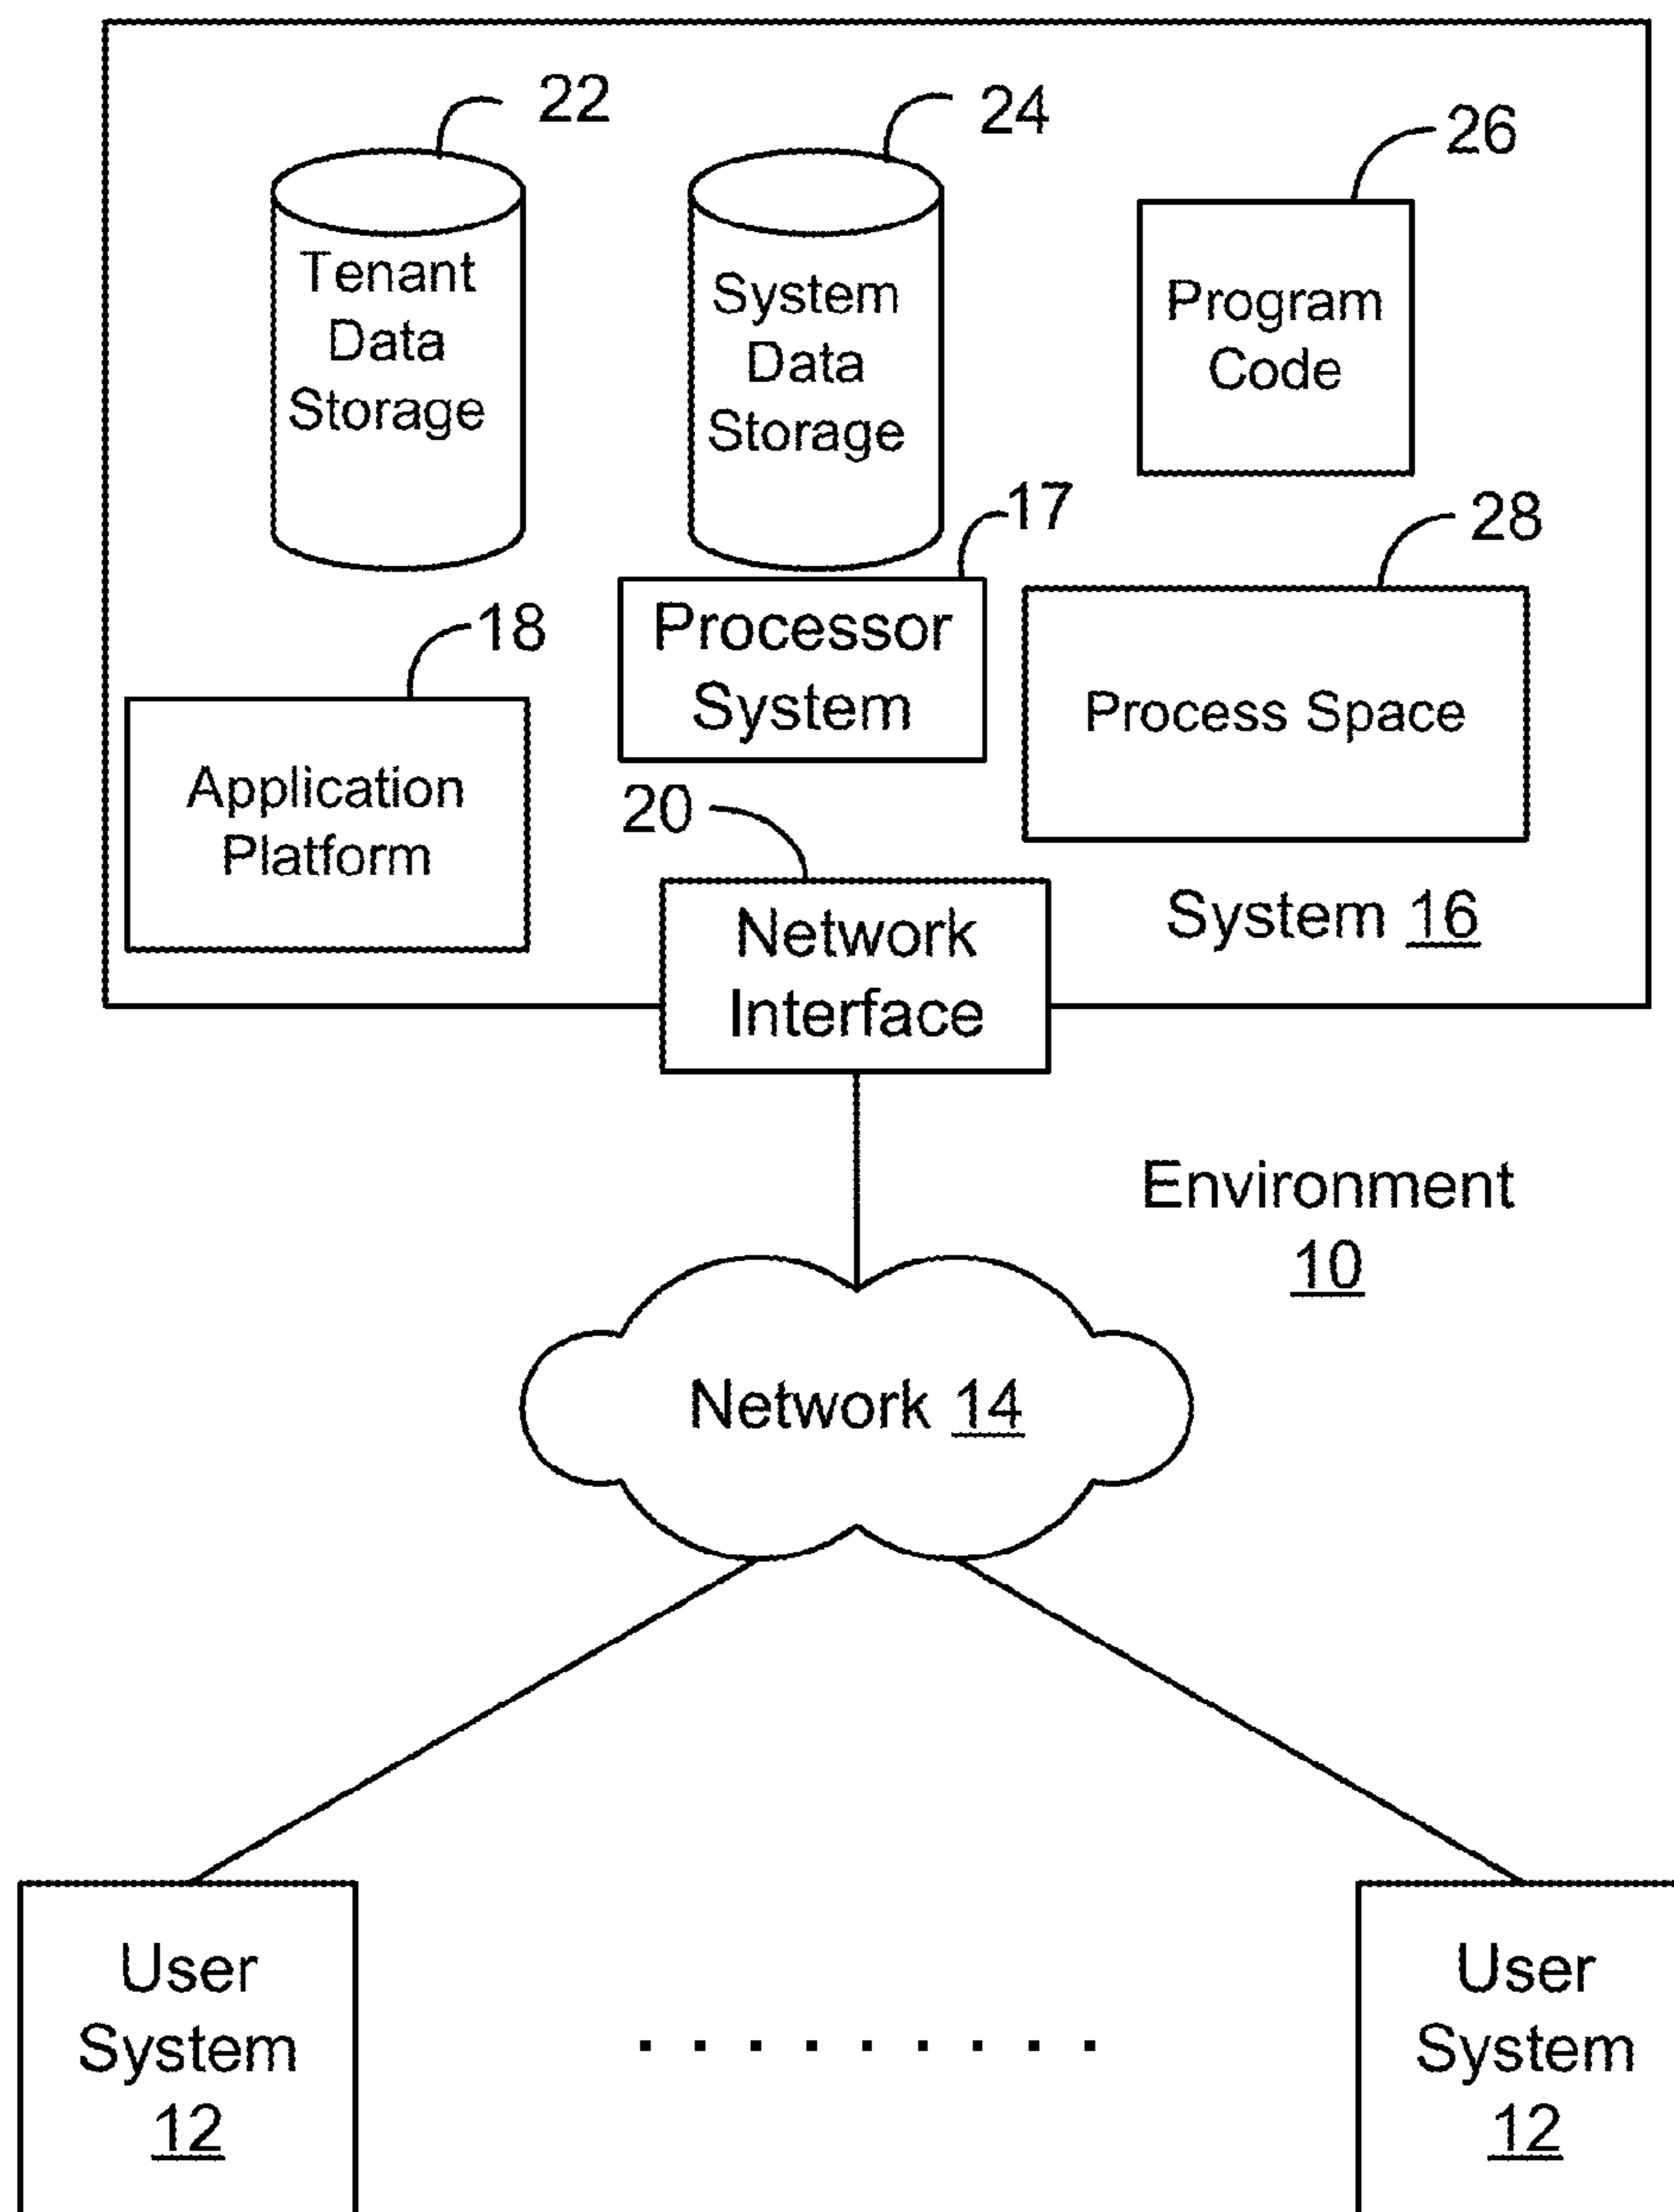 22
24
26
Tenant
Data
Storage
System
Data
Storage
Program
Code
17
28
18
Processor
System
Process Space
Application
Platform
20
Network
Interface
System 16
Environment
10
Network 14
User
System
12
. . . . . . . . .
User
System
12